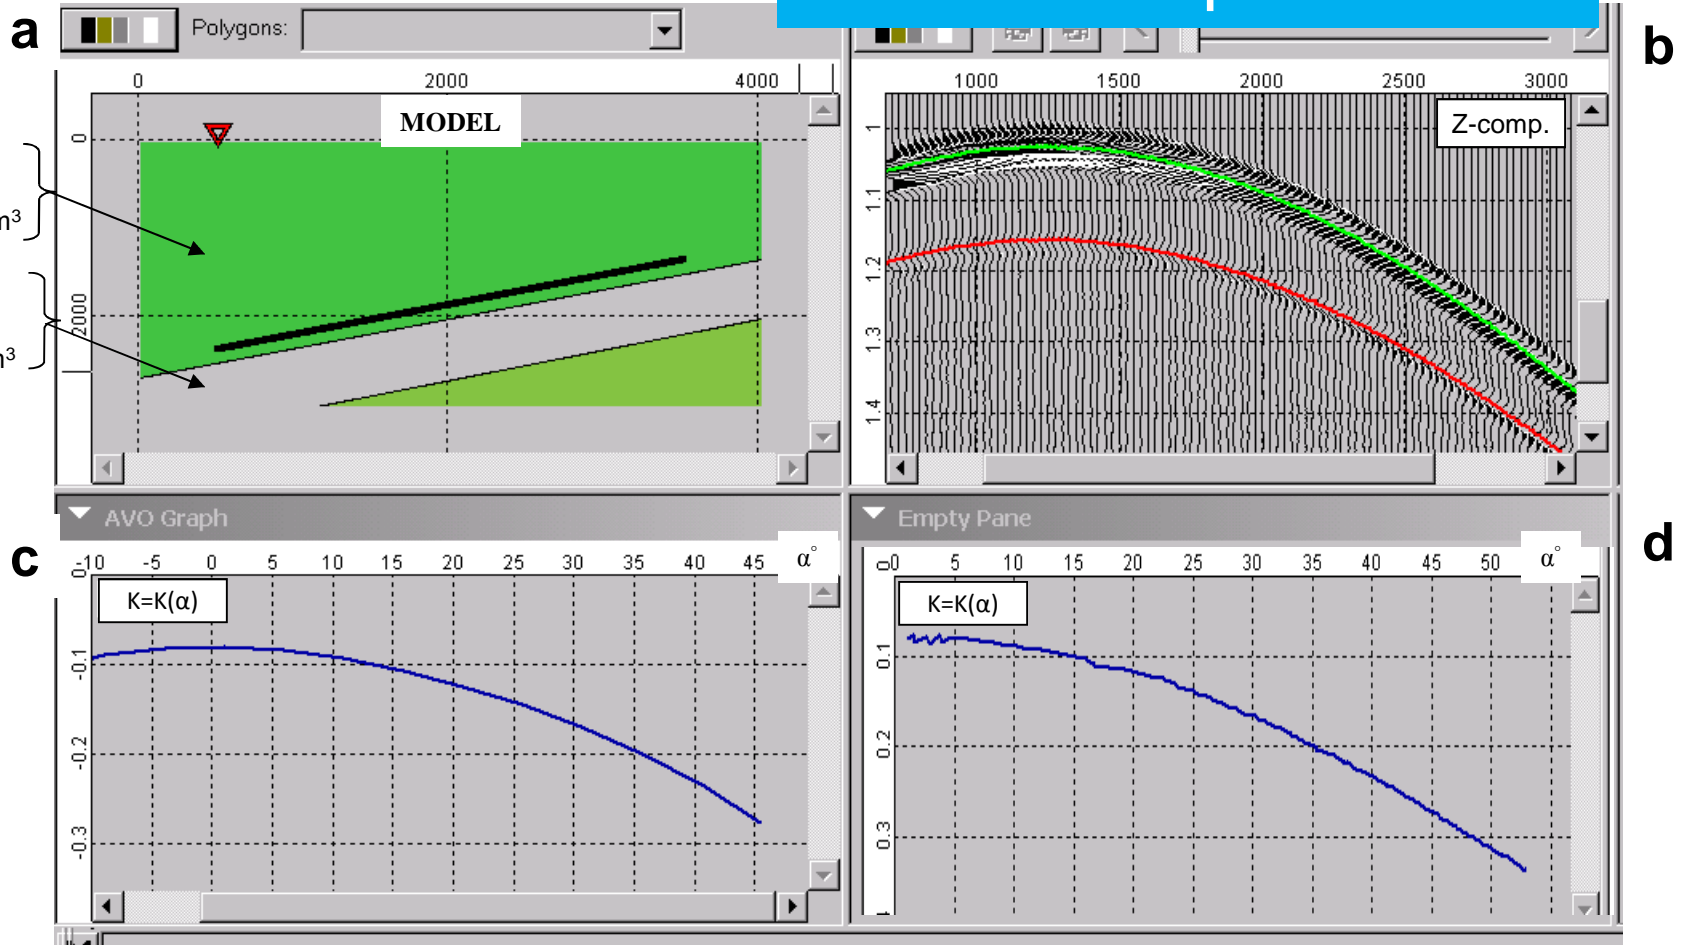 a
Polygons:
b
0 2000 4000
MODEL
0
2000
m³
³
1000 1500 2000 2500 3000
Z-comp.
1
1.1
1.2
1.3
1.4
AVO Graph
Empty Pane
c
-10 -5 0 5 10 15 20 25 30 35 40 45 α°
K=K(α)
0
-0.1
-0.2
-0.3
d
0 5 10 15 20 25 30 35 40 45 50 α°
K=K(α)
0
0.1
0.2
0.3